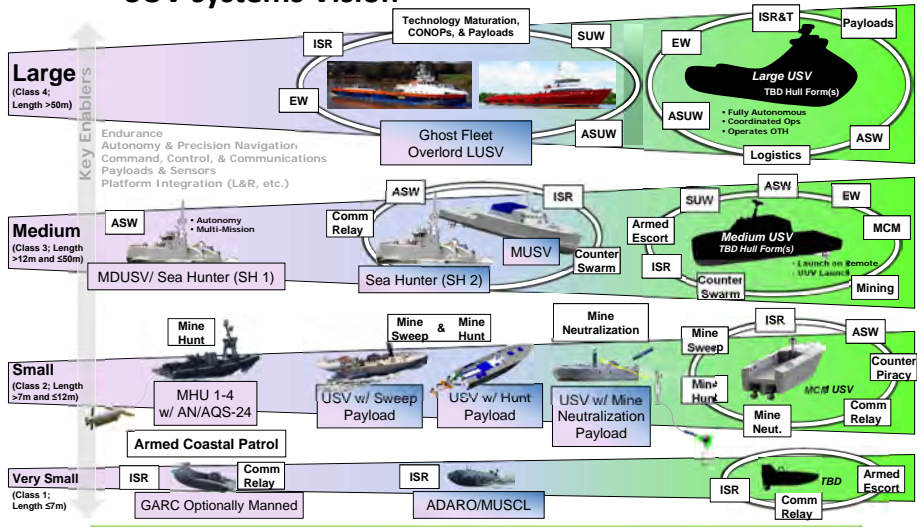 USV Systems Vision
Technology Maturation,
CONOPs, & Payloads
ISR
SUW
EW
ASUW
Large
(Class 4;
Length >50m)
Ghost Fleet
Overlord LUSV
ISR&T
Payloads
EW
Large USV
TBD Hull Form(s)
• Fully Autonomous
• Coordinated Ops
• Operates OTH
ASUW
ASW
Logistics
Key Enablers
Endurance
Autonomy & Precision Navigation
Command, Control, & Communications
Payloads & Sensors
Platform Integration (L&R, etc.)
Medium
(Class 3; Length
>12m and ≤50m)
ASW
• Autonomy
• Multi-Mission
MDUSV/ Sea Hunter (SH 1)
ASW
ISR
Comm
Relay
MUSV
Counter
Swarm
Sea Hunter (SH 2)
ASW
SUW
EW
Armed
Escort
MCM
Medium USV
TBD Hull Form(s)
• Launch on Remote
UUV Launch
ISR
Counter
Swarm
Mining
Small
(Class 2; Length
>7m and ≤12m)
Mine
Hunt
MHU 1-4
w/ AN/AQS-24
Mine
Sweep
&
Mine
Hunt
USV w/ Sweep
Payload
USV w/ Hunt
Payload
Mine
Neutralization
USV w/ Mine
Neutralization
Payload
ISR
Mine
Sweep
ASW
Counter
Piracy
Mine
Hunt
MCM USV
Mine
Neut.
Comm
Relay
Very Small
(Class 1;
Length ≤7m)
Armed Coastal Patrol
ISR
Comm
Relay
GARC Optionally Manned
ISR
ADARO/MUSCL
ISR
TBD
Armed
Escort
Comm
Relay